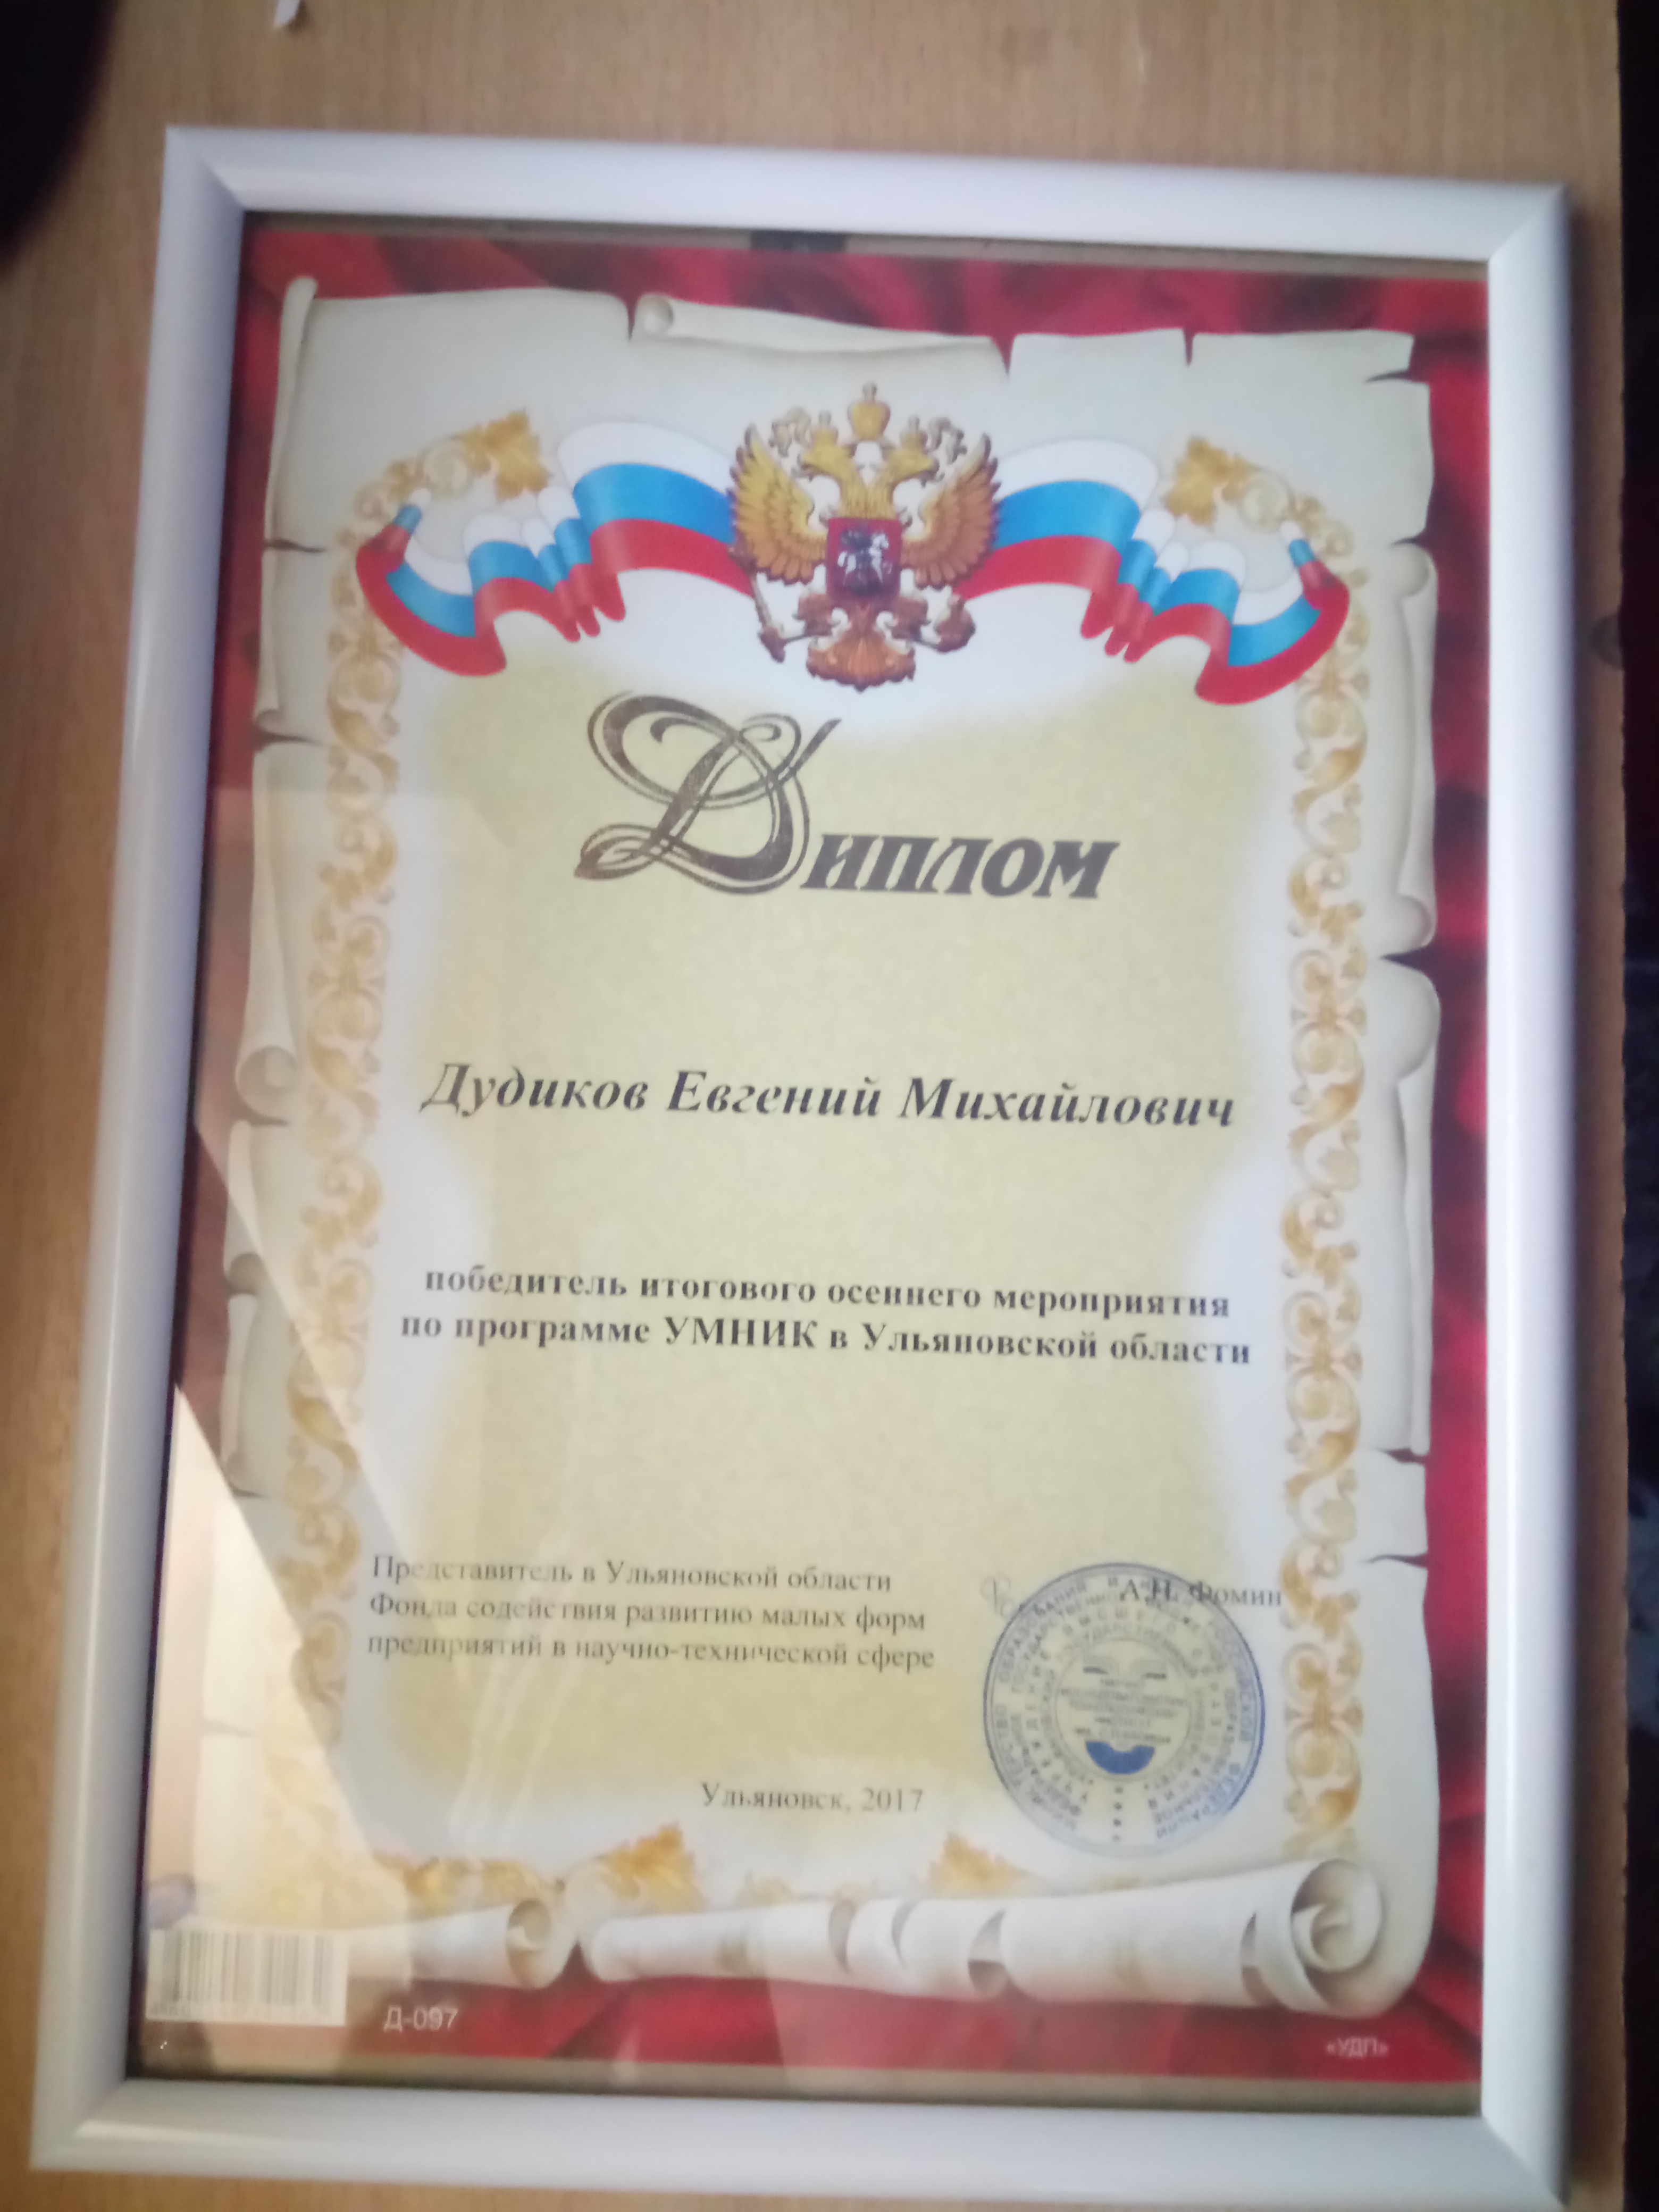 Диплом
Дудиков Евгений Михайлович
победитель итогового осеннего мероприятия
по программе УМНИК в Ульяновской области
Представитель в Ульяновской области
Фонда содействия развитию малых форм
предприятий в научно-технической сфере
А.Н. Фомин
Ульяновск, 2017
Д-097
«УДП»